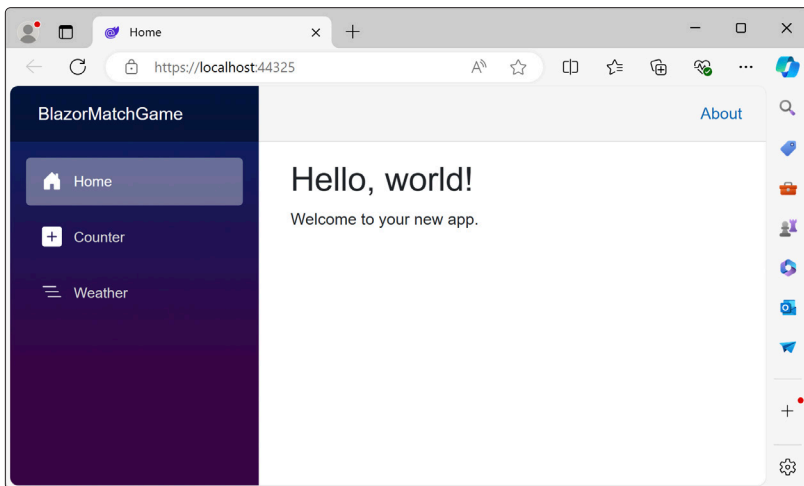 Home
https://localhost:44325
BlazorMatchGame
About
Home
Hello, world!
Welcome to your new app.
Counter
Weather